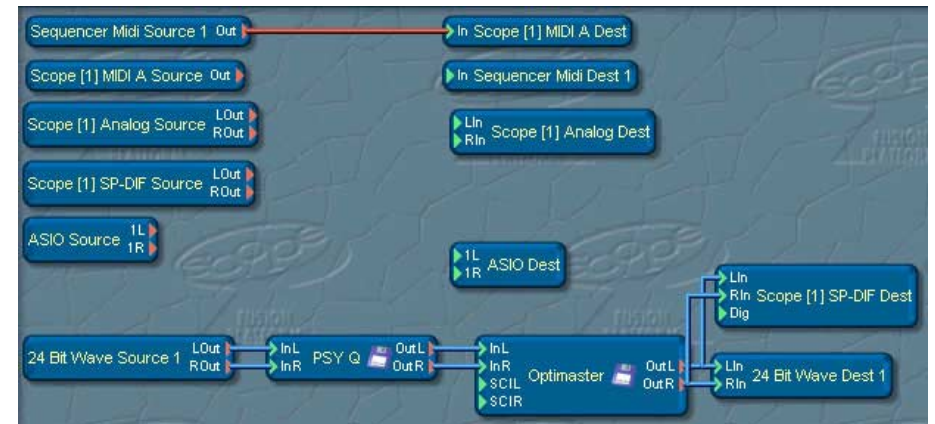 Sequencer Midi Source 1 Out
In Scope [1] MIDI A Dest
Scope [1] MIDI A Source Out
In Sequencer Midi Dest 1
Scope [1] Analog Source LOut
ROut
LIn
RIn Scope [1] Analog Dest
Scope [1] SP-DIF Source LOut
ROut
ASIO Source 1L
1R
1L
1R ASIO Dest
LIn
RIn Scope [1] SP-DIF Dest
Dig
24 Bit Wave Source 1 LOut
ROut
InL
InR PSY Q OutL
OutR
InL
InR
SCIL
SCIR
Optimaster OutL
OutR
LIn
RIn 24 Bit Wave Dest 1
SCOPE
FUSION
PLATFORM